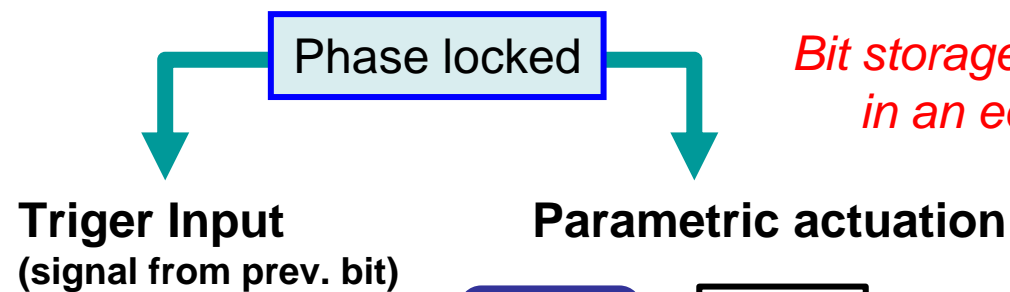 Phase locked
Bit storage
in an
Triger Input
Parametric actuation
(signal from prev. bit)